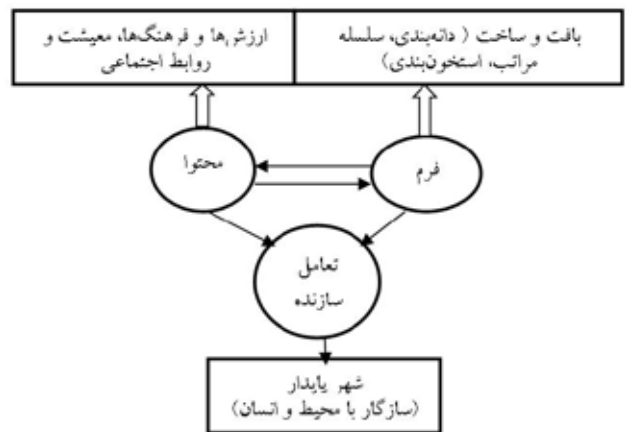 بافت و ساخت ( دانه‌بندی، سلسله
مراتب، استخون‌بندی)
ارزش‌ها و فرهنگ‌ها، معیشت و
روابط اجتماعی
فرم
محتوا
تعامل
سازنده
شهر پایدار
(سازگار با محیط و انسان)